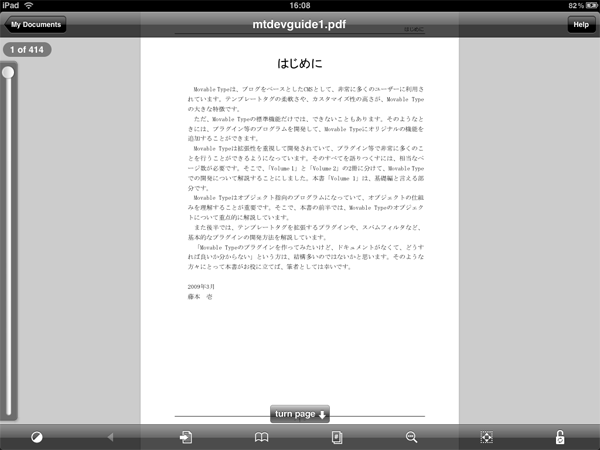 iPad
16:08
82%
My Documents
mtdevguide1.pdf
Help
はじめに
1 of 414
はじめに
Movable Typeは、ブログをベースとしたCMSとして、非常に多くのユーザーに利用さ
れています。テンプレートタグの柔軟さや、カスタマイズ性の高さが、Movable Type
の大きな特徴です。
ただ、Movable Typeの標準機能だけでは、できないこともあります。そのようなと
きには、プラグイン等のプログラムを開発して、Movable Typeにオリジナルの機能を
追加することができます。
Movable Typeは拡張性を重視して開発されていて、プラグイン等で非常に多くのこ
とを行うことができるようになっています。そのすべてを語りつくすには、相当なペー
ジ数が必要です。そこで、「Volume 1」と「Volume 2」の2冊に分けて、Movable Type
での開発について解説することにしました。本書「Volume 1」は、基礎編と言える部
分です。
Movable Typeはオブジェクト指向のプログラムになっていて、オブジェクトの仕組
みを理解することが重要です。そこで、本書の前半では、Movable Typeのオブジェク
トについて重点的に解説しています。
また後半では、テンプレートタグを拡張するプラグインや、スパムフィルタなど、
基本的なプラグインの開発方法を解説しています。
「Movable Typeのプラグインを作ってみたいけど、ドキュメントがなくて、どうす
れば良いか分からない」という方は、結構多いのではないかと思います。そのような
方々にとって本書がお役に立てば、筆者としては幸いです。
2009年3月
藤本 壱
turn page